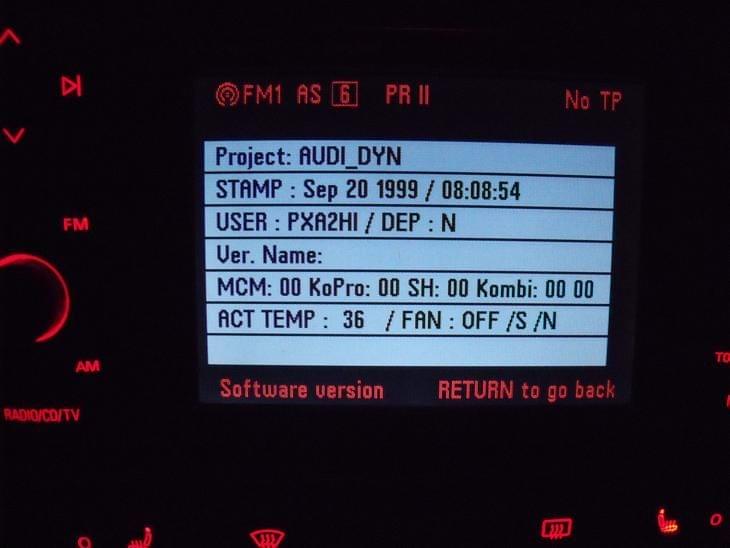 FM1 AS 6 PR II No TP
Project: AUDI_DYN
STAMP : Sep 20 1999 / 08:08:54
FM
USER : PXA2HI / DEP : N
Ver. Name:
MCM: 00 KoPro: 00 SH: 00 Kombi: 00 00
ACT TEMP : 36 / FAN : OFF /S /N
AM
Software version RETURN to go back
RADIO/CD/TV